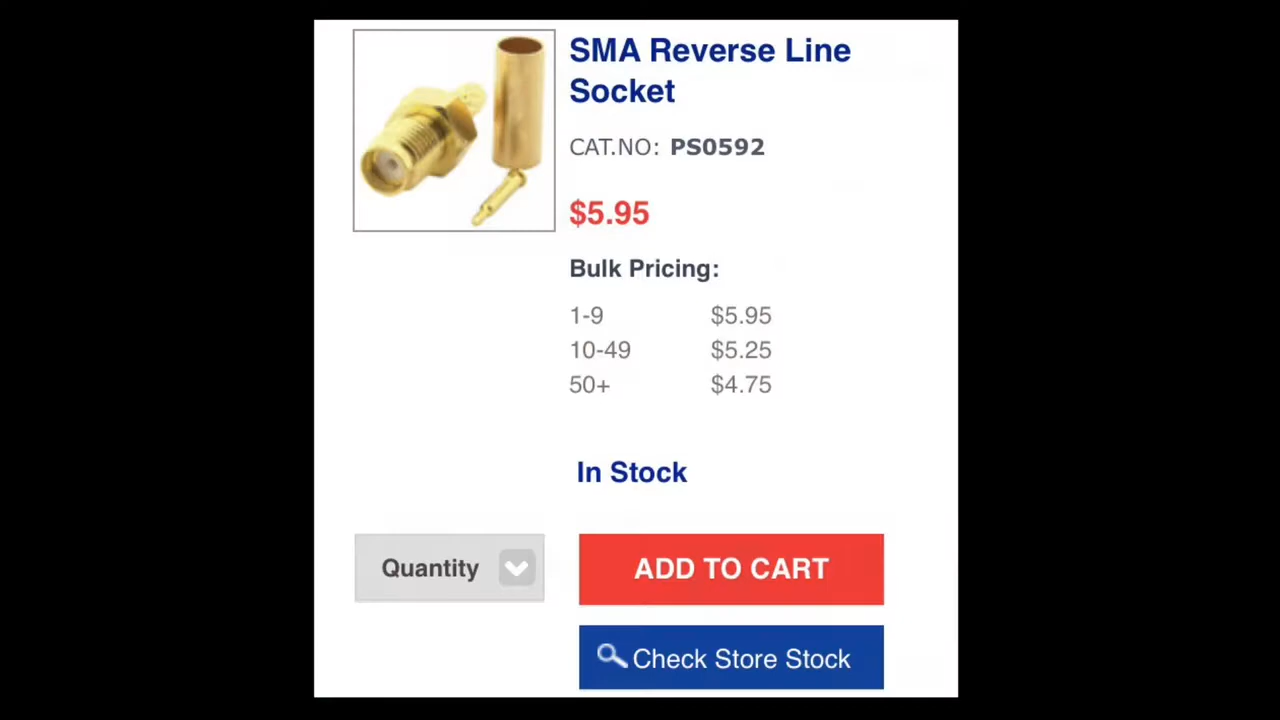 SMA Reverse Line
Socket
CAT.NO: PS0592
$5.95
Bulk Pricing:
1-9 $5.95
10-49 $5.25
50+ $4.75
In Stock
Quantity
ADD TO CART
Check Store Stock